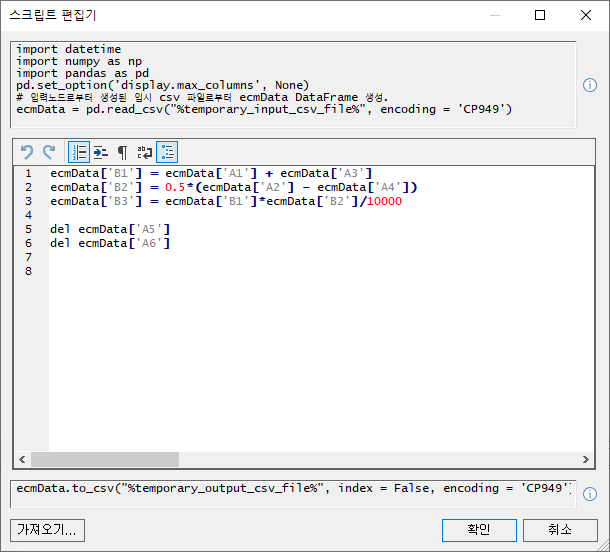 스크립트 편집기
import datetime
import numpy as np
import pandas as pd
pd.set_option('display.max_columns', None)
# 입력노드로부터 생성된 임시 csv 파일로부터 ecmData DataFrame 생성.
ecmData = pd.read_csv("%temporary_input_csv_file%", encoding = 'CP949')
1 ecmData['B1'] = ecmData['A1'] + ecmData['A3']
2 ecmData['B2'] = 0.5*(ecmData['A2'] - ecmData['A4'])
3 ecmData['B3'] = ecmData['B1']*ecmData['B2']/10000
4
5 del ecmData['A5']
6 del ecmData['A6']
7
8
ecmData.to_csv("%temporary_output_csv_file%", index = False, encoding = 'CP949')
가져오기...
확인
취소